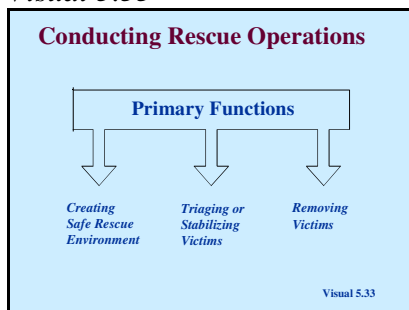 Conducting Rescue Operations
Primary Functions
Creating
Safe Rescue
Environment
Triaging or
Stabilizing
Victims
Removing
Victims
Visual 5.33